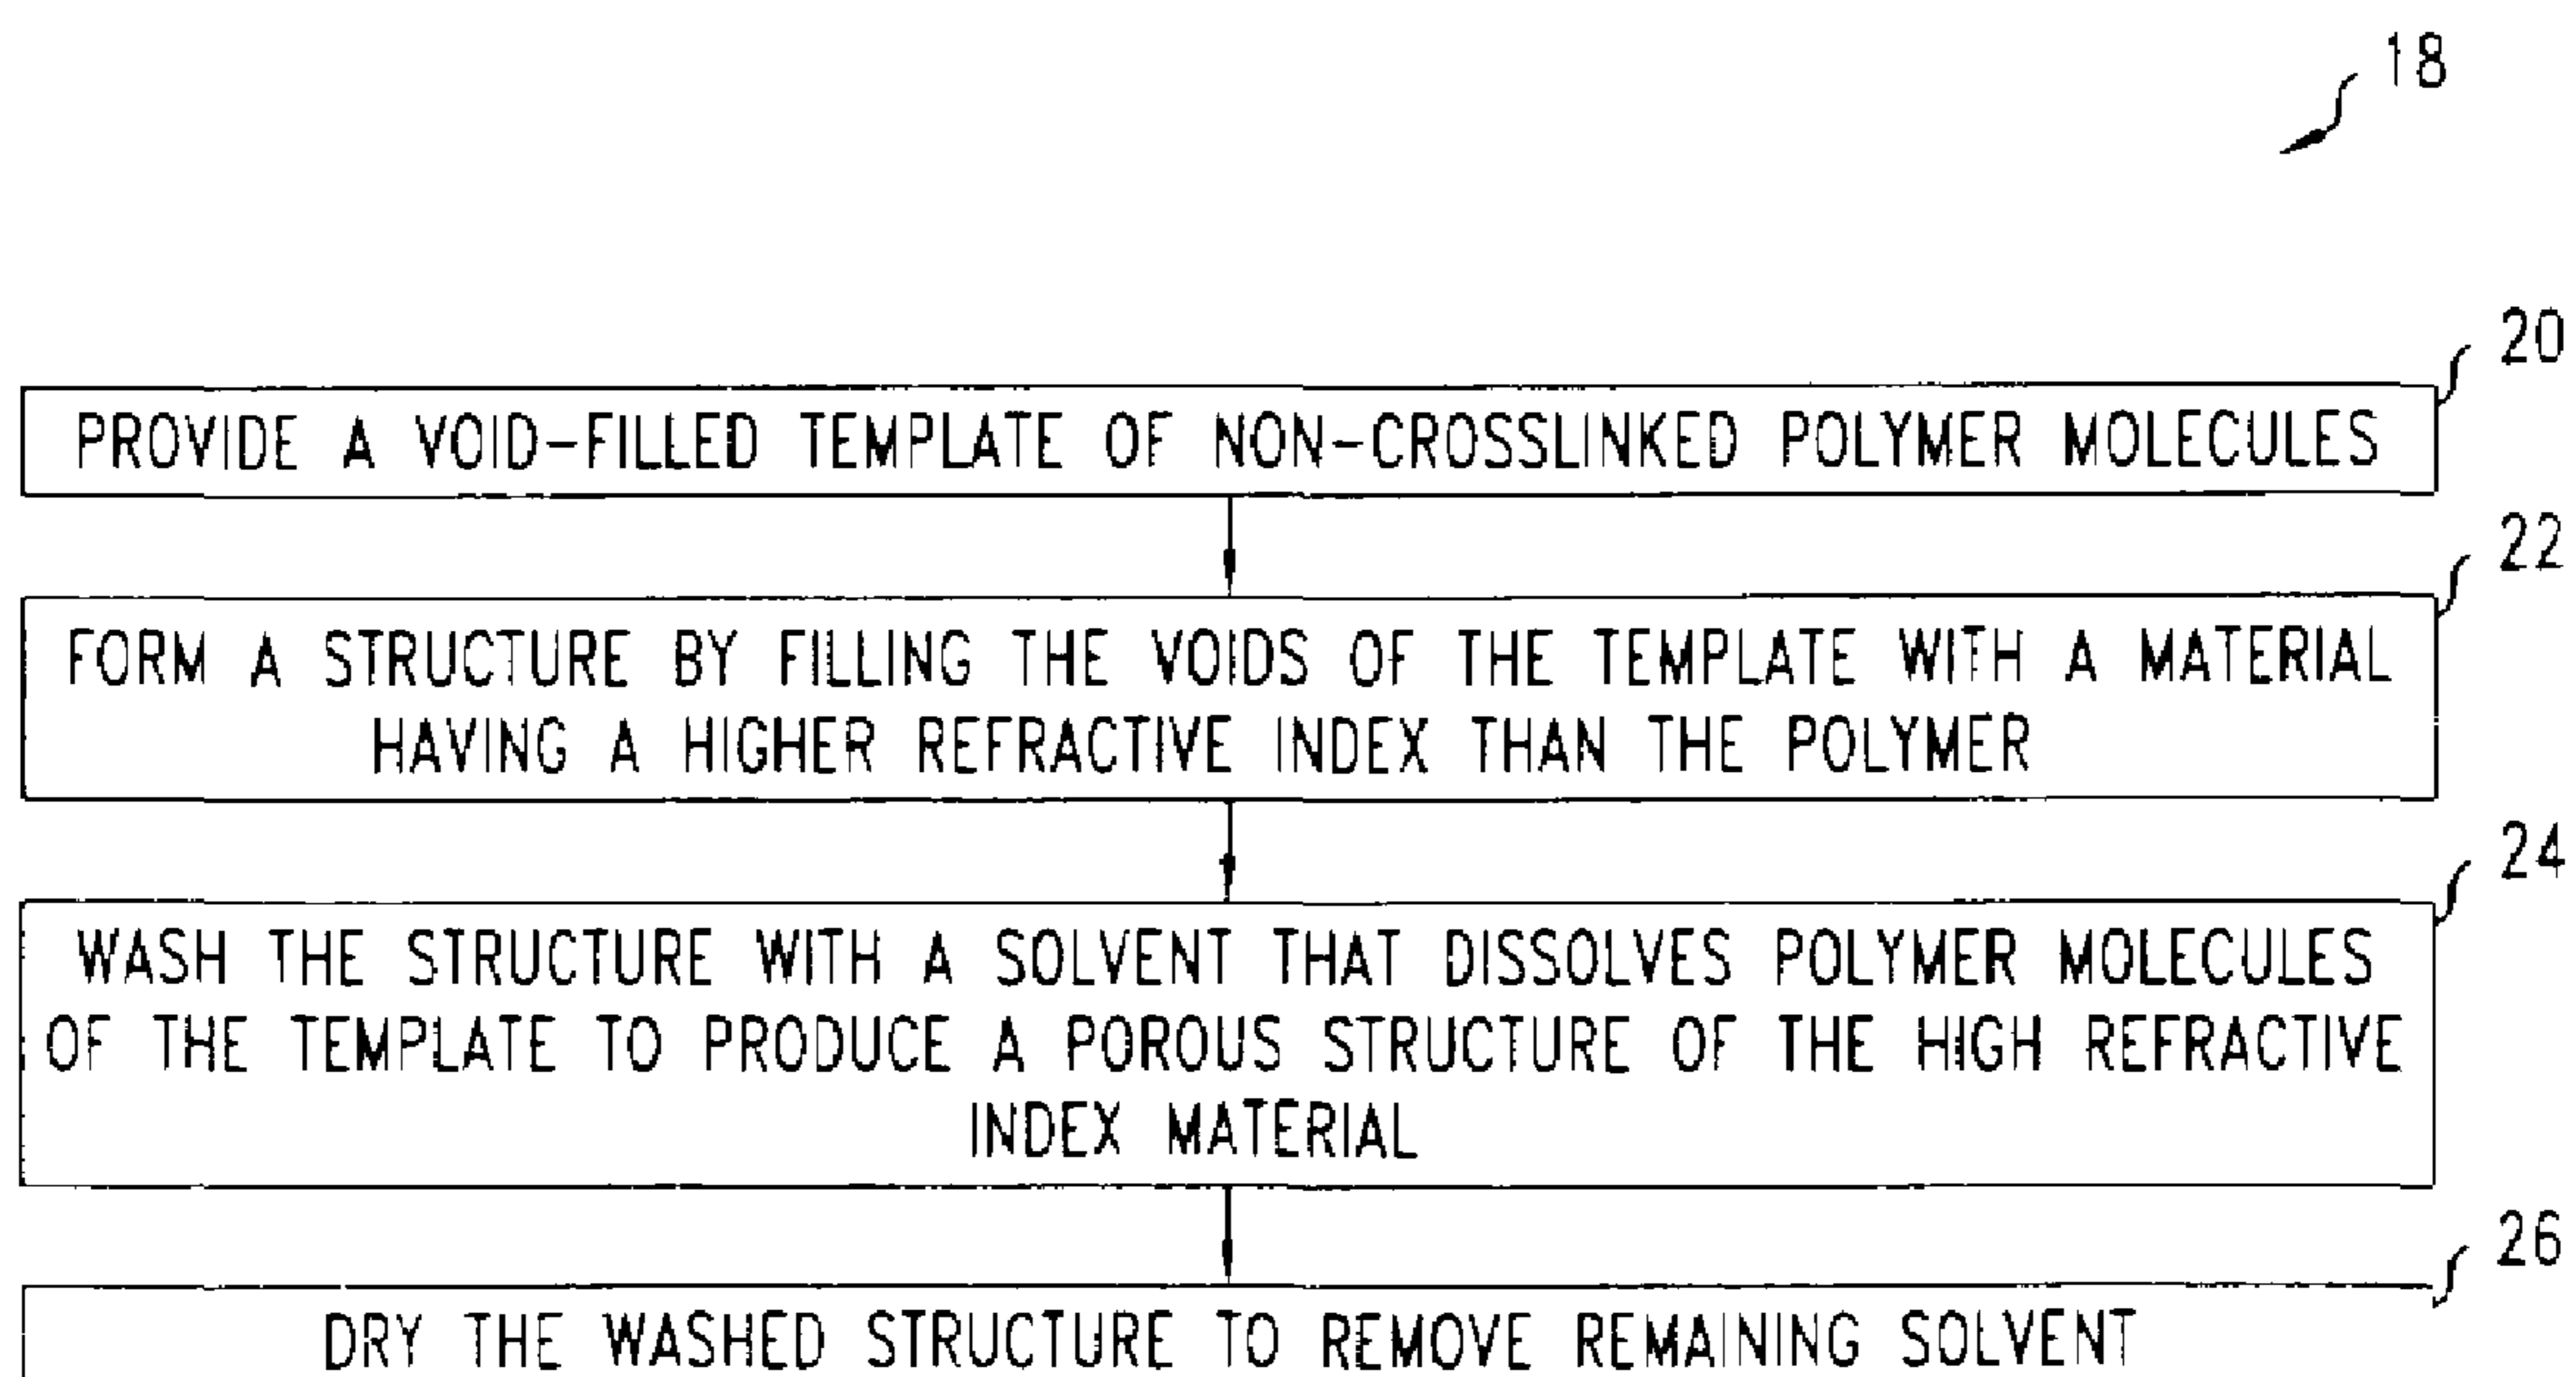 18
20
PROVIDE A VOID-FILLED TEMPLATE OF NON-CROSSLINKED POLYMER MOLECULES
22
FORM A STRUCTURE BY FILLING THE VOIDS OF THE TEMPLATE WITH A MATERIAL
HAVING A HIGHER REFRACTIVE INDEX THAN THE POLYMER
24
WASH THE STRUCTURE WITH A SOLVENT THAT DISSOLVES POLYMER MOLECULES
OF THE TEMPLATE TO PRODUCE A POROUS STRUCTURE OF THE HIGH REFRACTIVE
INDEX MATERIAL
26
DRY THE WASHED STRUCTURE TO REMOVE REMAINING SOLVENT